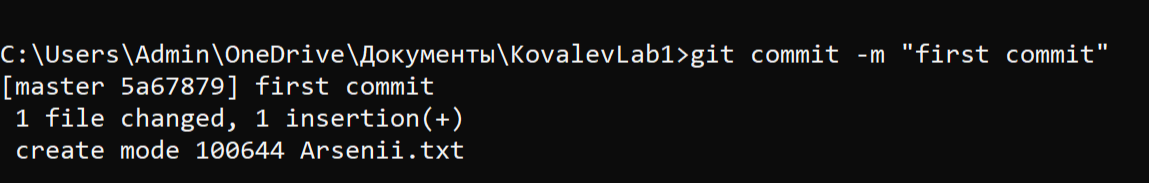 C:\Users\Admin\OneDrive\Документы\KovalevLab1>git commit -m "first commit"
[master 5a67879] first commit
 1 file changed, 1 insertion(+)
 create mode 100644 Arsenii.txt